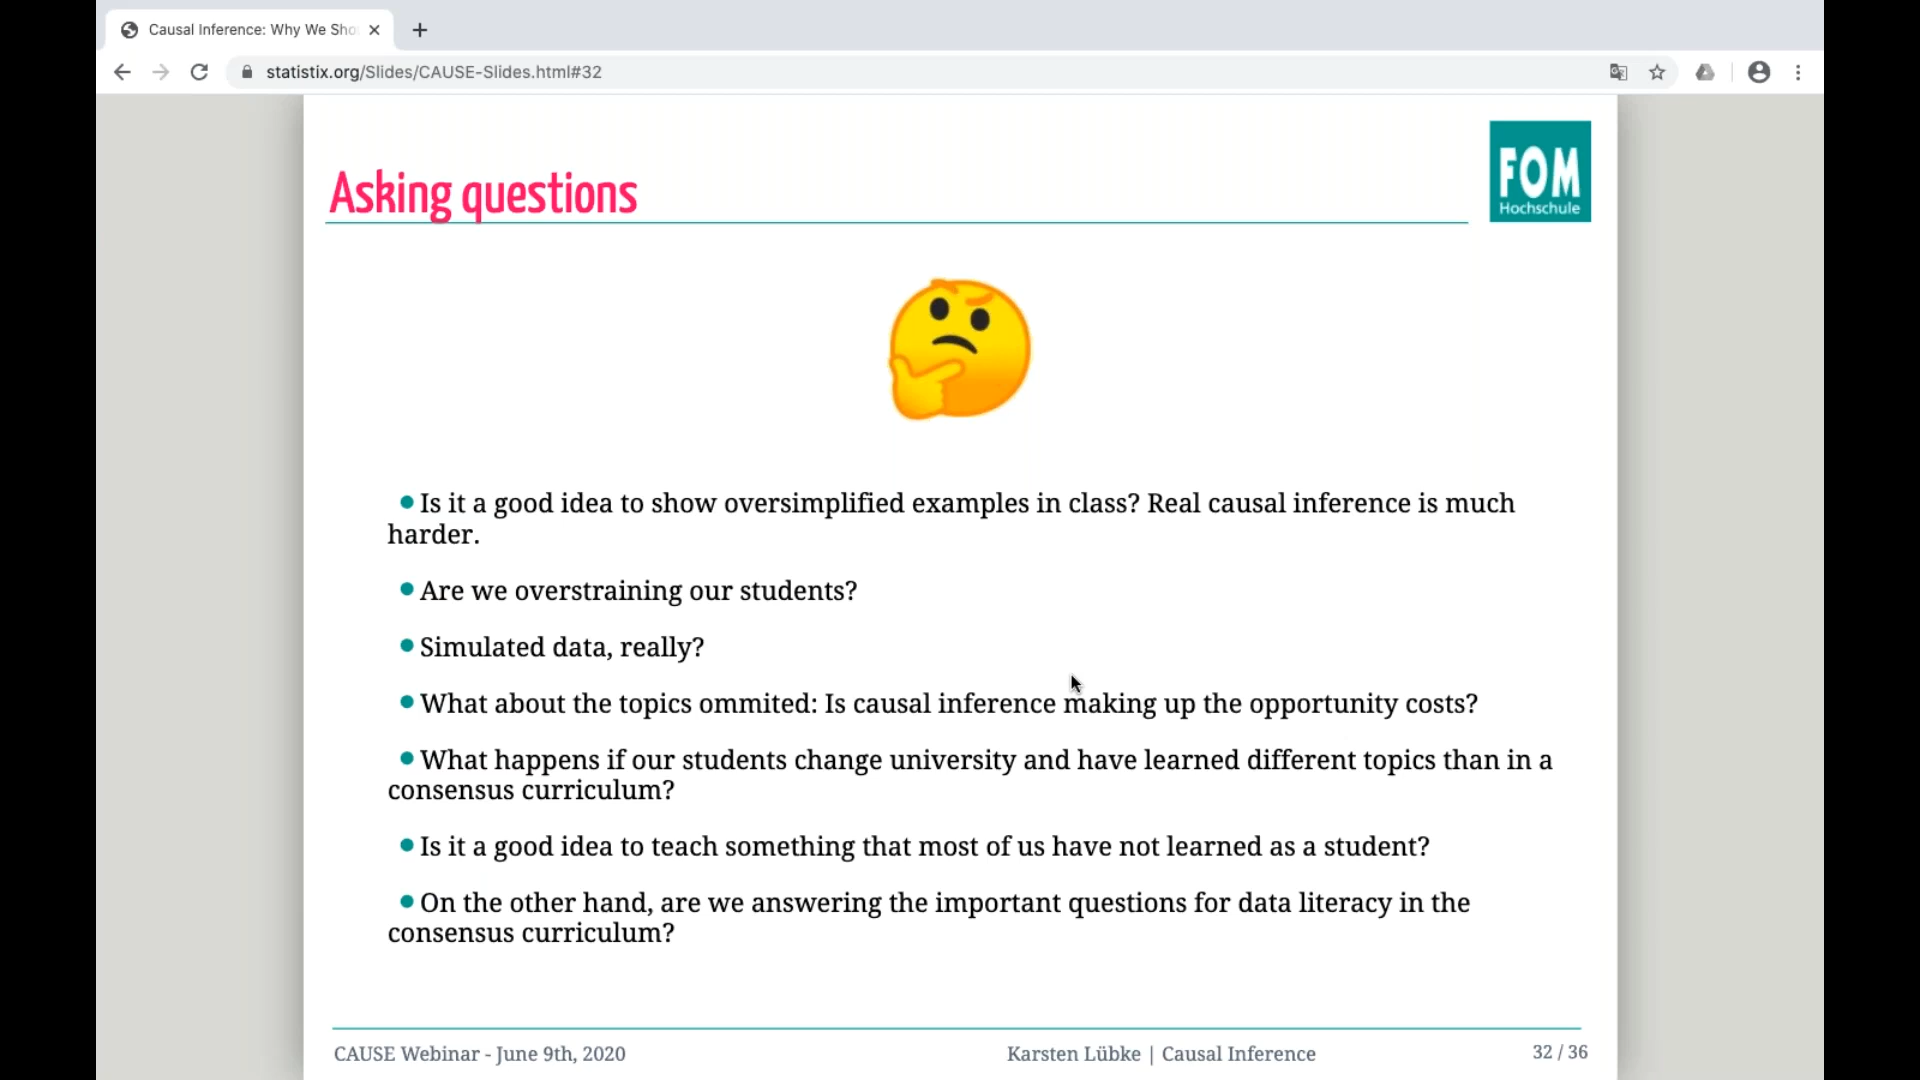 Causal Inference: Why We Sho
statistix.org/Slides/CAUSE-Slides.html#32
Asking questions
FOM
Hochschule
Is it a good idea to show oversimplified examples in class? Real causal inference is much
harder.
Are we overstraining our students?
Simulated data, really?
What about the topics ommited: Is causal inference making up the opportunity costs?
What happens if our students change university and have learned different topics than in a
consensus curriculum?
Is it a good idea to teach something that most of us have not learned as a student?
On the other hand, are we answering the important questions for data literacy in the
consensus curriculum?
CAUSE Webinar - June 9th, 2020
Karsten Lübke | Causal Inference
32 / 36